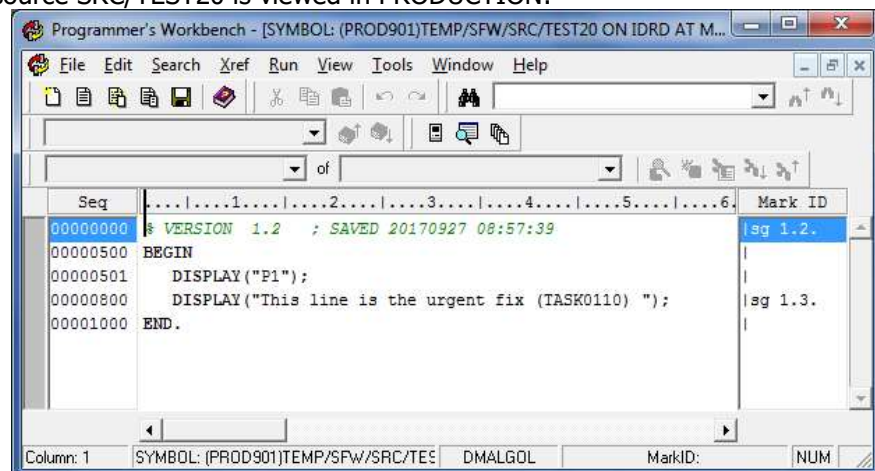 source SRC/TEST20 is viewed in PRODUCTION.
Programmer's Workbench - [SYMBOL: (PROD901)TEMP/SFW/SRC/TEST20 ON IDRD AT M...
File Edit Search Xref Run View Tools Window Help
of
Seq ....|....1....|....2....|....3....|....4....|....5....|....6. Mark ID
00000000 % VERSION 1.2 ; SAVED 20170927 08:57:39 |sg 1.2.
00000500 BEGIN |
00000501 DISPLAY("P1"); |
00000800 DISPLAY("This line is the urgent fix (TASK0110) "); |sg 1.3.
00001000 END. |
Column: 1 SYMBOL: (PROD901)TEMP/SFW/SRC/TES DMALGOL MarkID: NUM